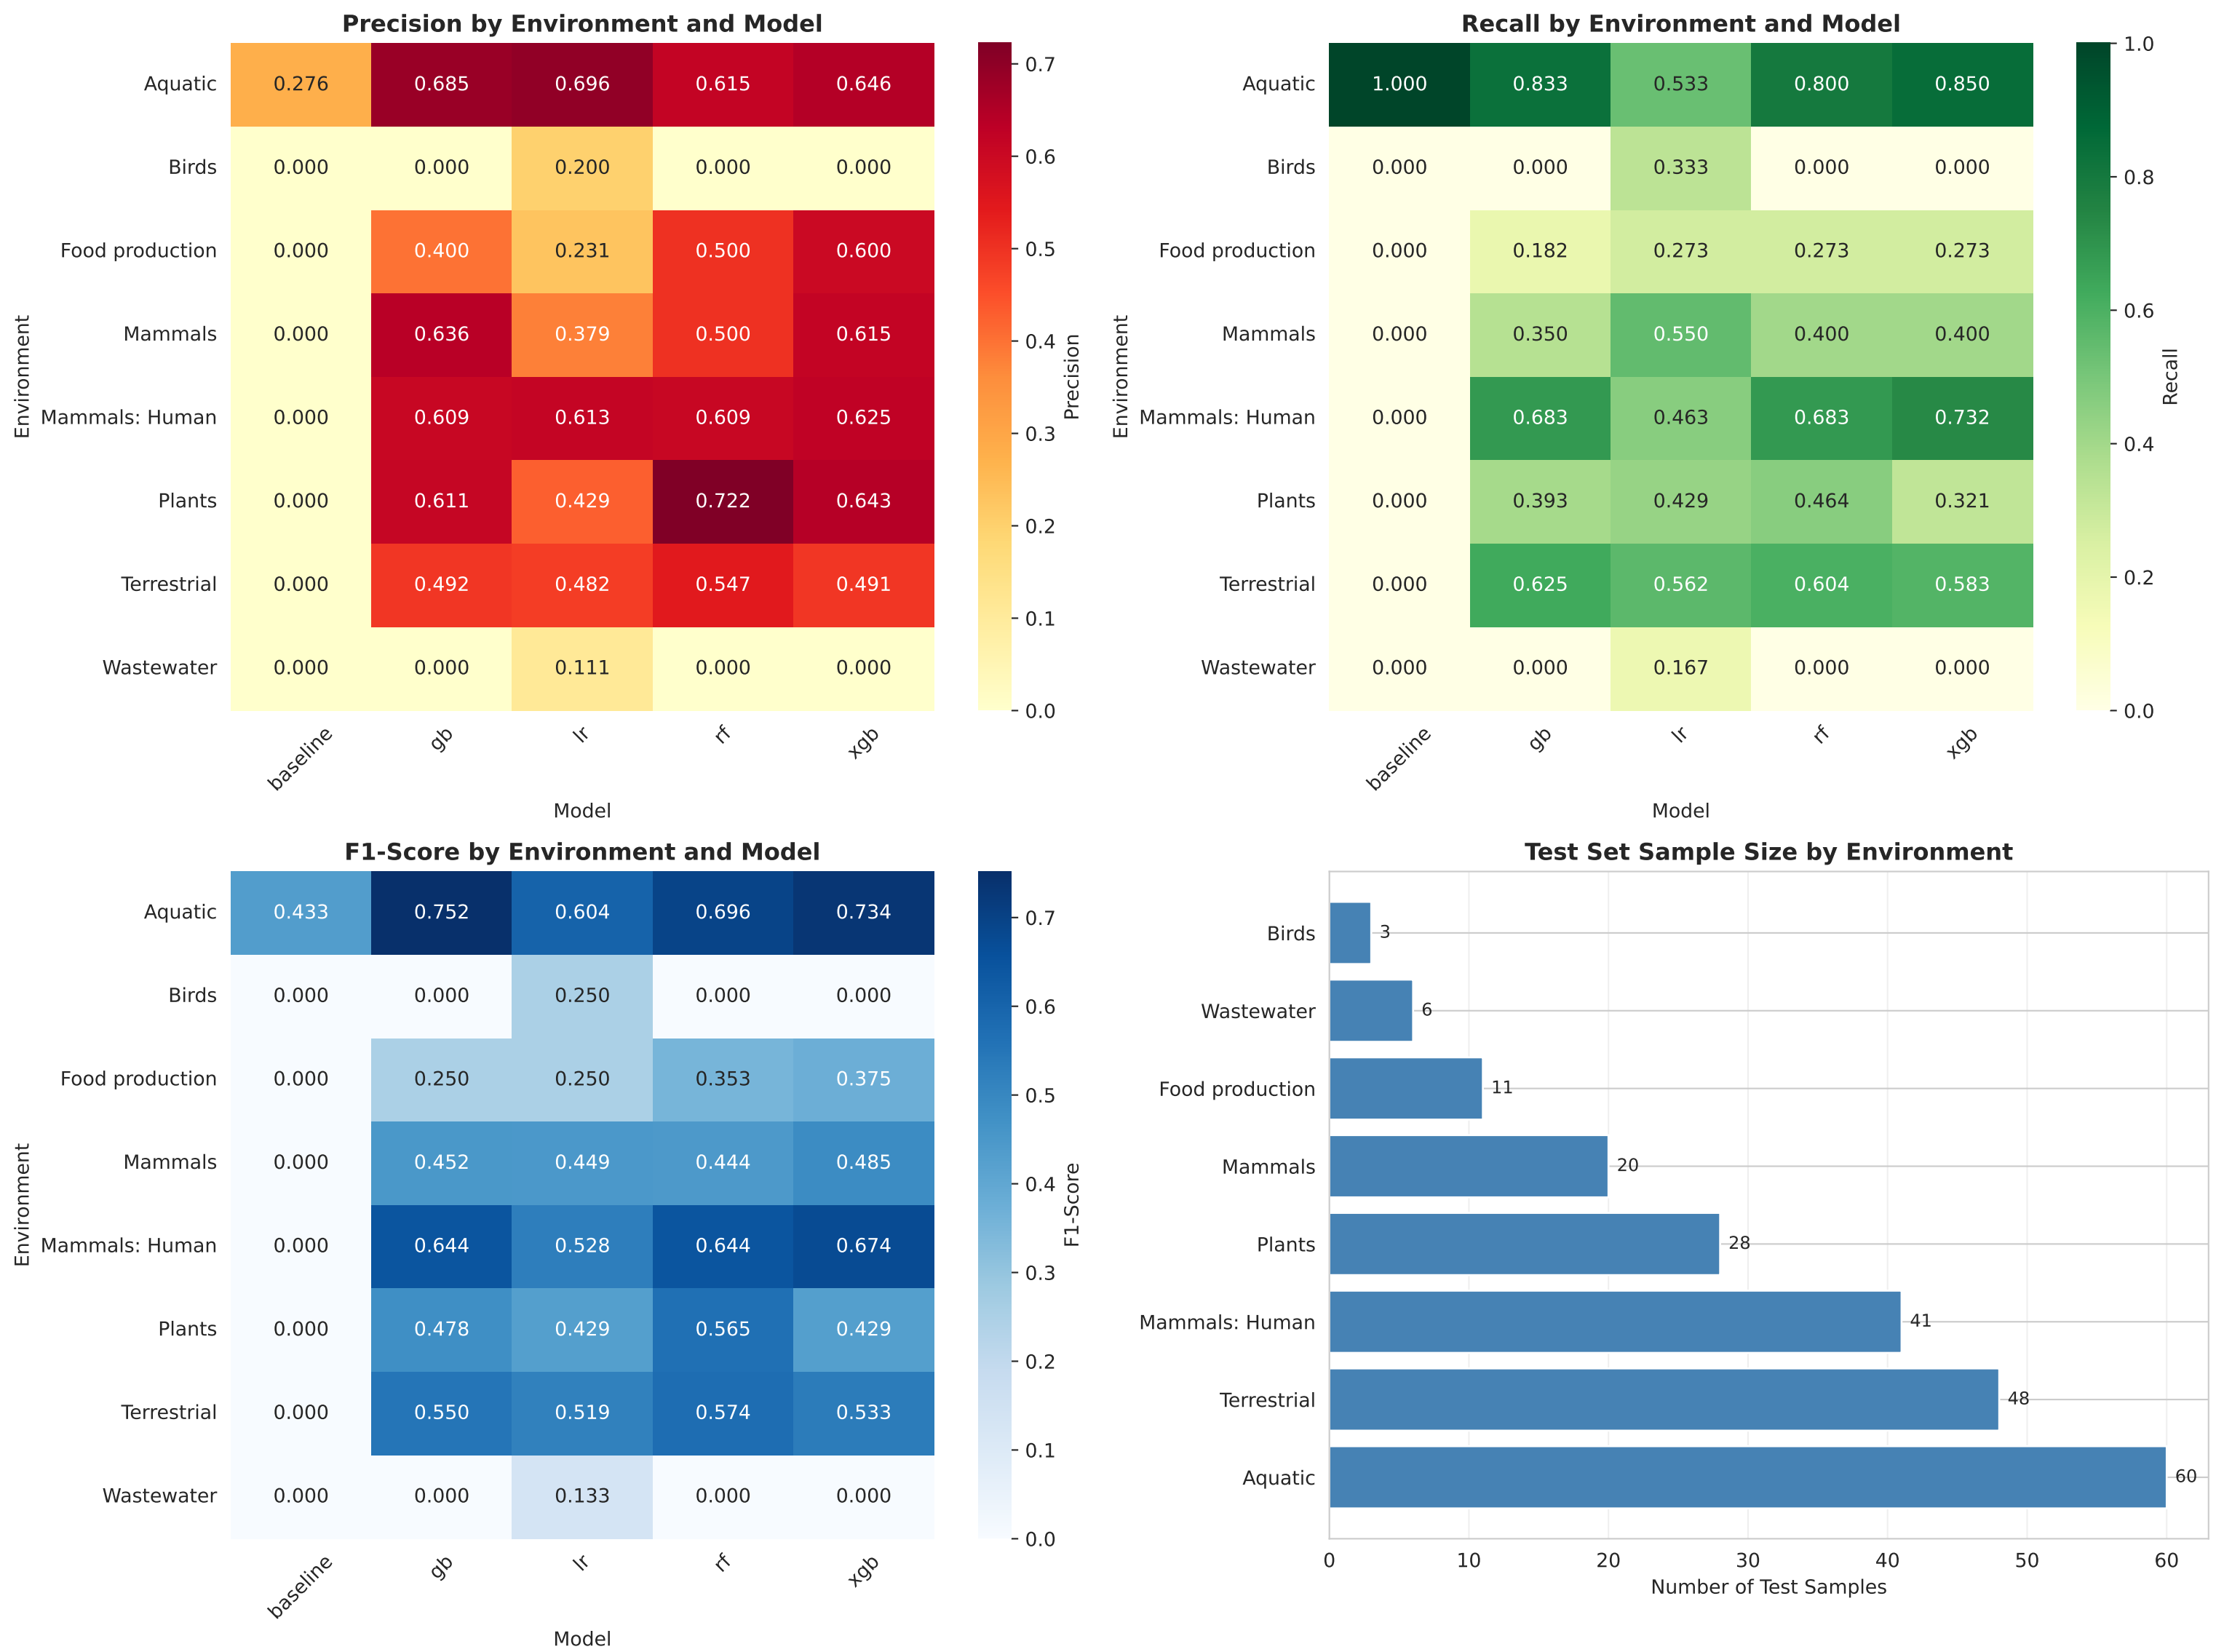 Precision by Environment and Model
Environment
Aquatic 0.276 0.685 0.696 0.615 0.646
Birds 0.000 0.000 0.200 0.000 0.000
Food production 0.000 0.400 0.231 0.500 0.600
Mammals 0.000 0.636 0.379 0.500 0.615
Mammals: Human 0.000 0.609 0.613 0.609 0.625
Plants 0.000 0.611 0.429 0.722 0.643
Terrestrial 0.000 0.492 0.482 0.547 0.491
Wastewater 0.000 0.000 0.111 0.000 0.000
baseline gb lr rf xgb
Model
0.7
0.6
0.5
0.4
0.3
0.2
0.1
0.0
Precision
Recall by Environment and Model
Environment
Aquatic 1.000 0.833 0.533 0.800 0.850
Birds 0.000 0.000 0.333 0.000 0.000
Food production 0.000 0.182 0.273 0.273 0.273
Mammals 0.000 0.350 0.550 0.400 0.400
Mammals: Human 0.000 0.683 0.463 0.683 0.732
Plants 0.000 0.393 0.429 0.464 0.321
Terrestrial 0.000 0.625 0.562 0.604 0.583
Wastewater 0.000 0.000 0.167 0.000 0.000
baseline gb lr rf xgb
Model
1.0
0.8
0.6
0.4
0.2
0.0
Recall
F1-Score by Environment and Model
Environment
Aquatic 0.433 0.752 0.604 0.696 0.734
Birds 0.000 0.000 0.250 0.000 0.000
Food production 0.000 0.250 0.250 0.353 0.375
Mammals 0.000 0.452 0.449 0.444 0.485
Mammals: Human 0.000 0.644 0.528 0.644 0.674
Plants 0.000 0.478 0.429 0.565 0.429
Terrestrial 0.000 0.550 0.519 0.574 0.533
Wastewater 0.000 0.000 0.133 0.000 0.000
baseline gb lr rf xgb
Model
0.7
0.6
0.5
0.4
0.3
0.2
0.1
0.0
F1-Score
Test Set Sample Size by Environment
Birds 3
Wastewater 6
Food production 11
Mammals 20
Plants 28
Mammals: Human 41
Terrestrial 48
Aquatic 60
0 10 20 30 40 50 60
Number of Test Samples